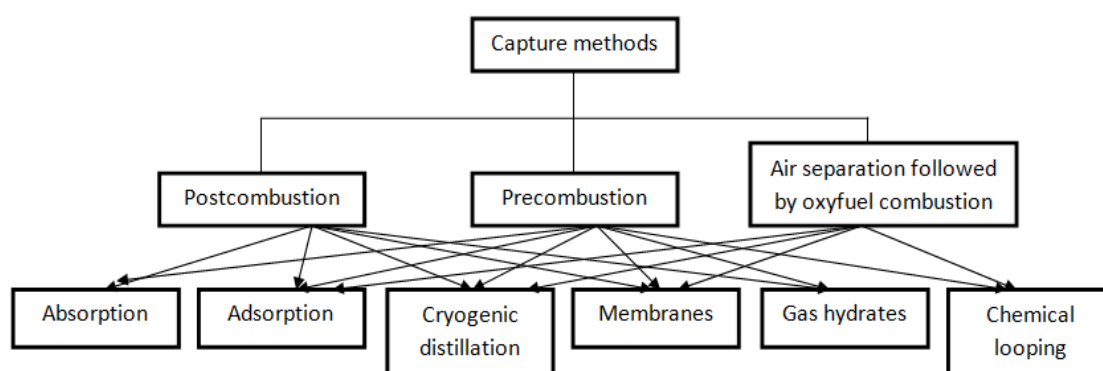 Capture methods
Postcombustion
Precombustion
Air separation followed
by oxyfuel combustion
Absorption
Adsorption
Cryogenic
distillation
Membranes
Gas hydrates
Chemical
looping